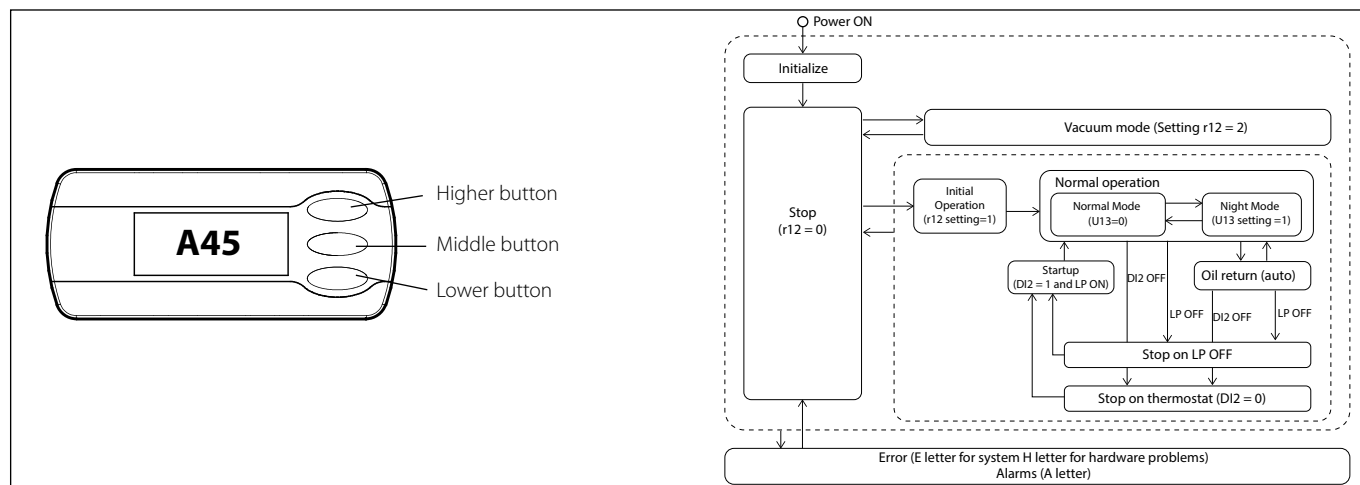 A45
Higher button
Middle button
Lower button
Power ON
Initialize
Stop
(r12 = 0)
Vacuum mode (Setting r12 = 2)
Initial
Operation
(r12 setting=1)
Normal operation
Normal Mode
(U13=0)
Night Mode
(U13 setting =1)
Startup
(DI2 = 1 and LP ON)
DI2 OFF
Oil return (auto)
LP OFF
DI2 OFF
LP OFF
Stop on LP OFF
Stop on thermostat (DI2 = 0)
Error (E letter for system H letter for hardware problems)
Alarms (A letter)